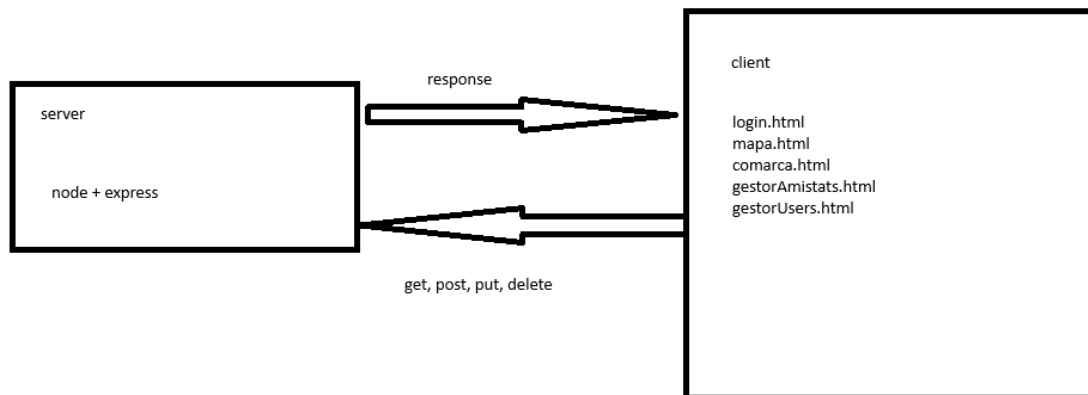 server
node + express
response
get, post, put, delete
client
login.html
mapa.html
comarca.html
gestorAmistats.html
gestorUsers.html